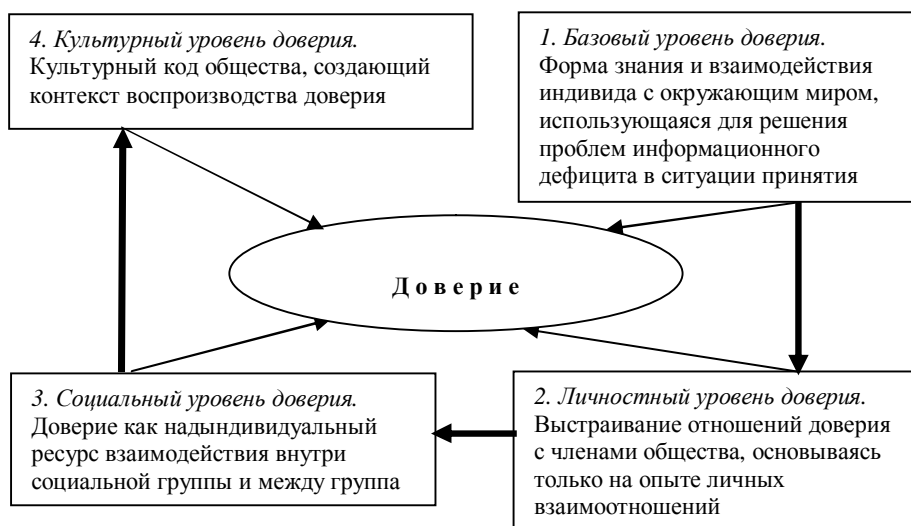 4. Культурный уровень доверия.
Культурный код общества, создающий
контекст воспроизводства доверия
1. Базовый уровень доверия.
Форма знания и взаимодействия
индивида с окружающим миром,
использующаяся для решения
проблем информационного
дефицита в ситуации принятия
Доверие
3. Социальный уровень доверия.
Доверие как надындивидуальный
ресурс взаимодействия внутри
социальной группы и между группа
2. Личностный уровень доверия.
Выстраивание отношений доверия
с членами общества, основываясь
только на опыте личных
взаимоотношений